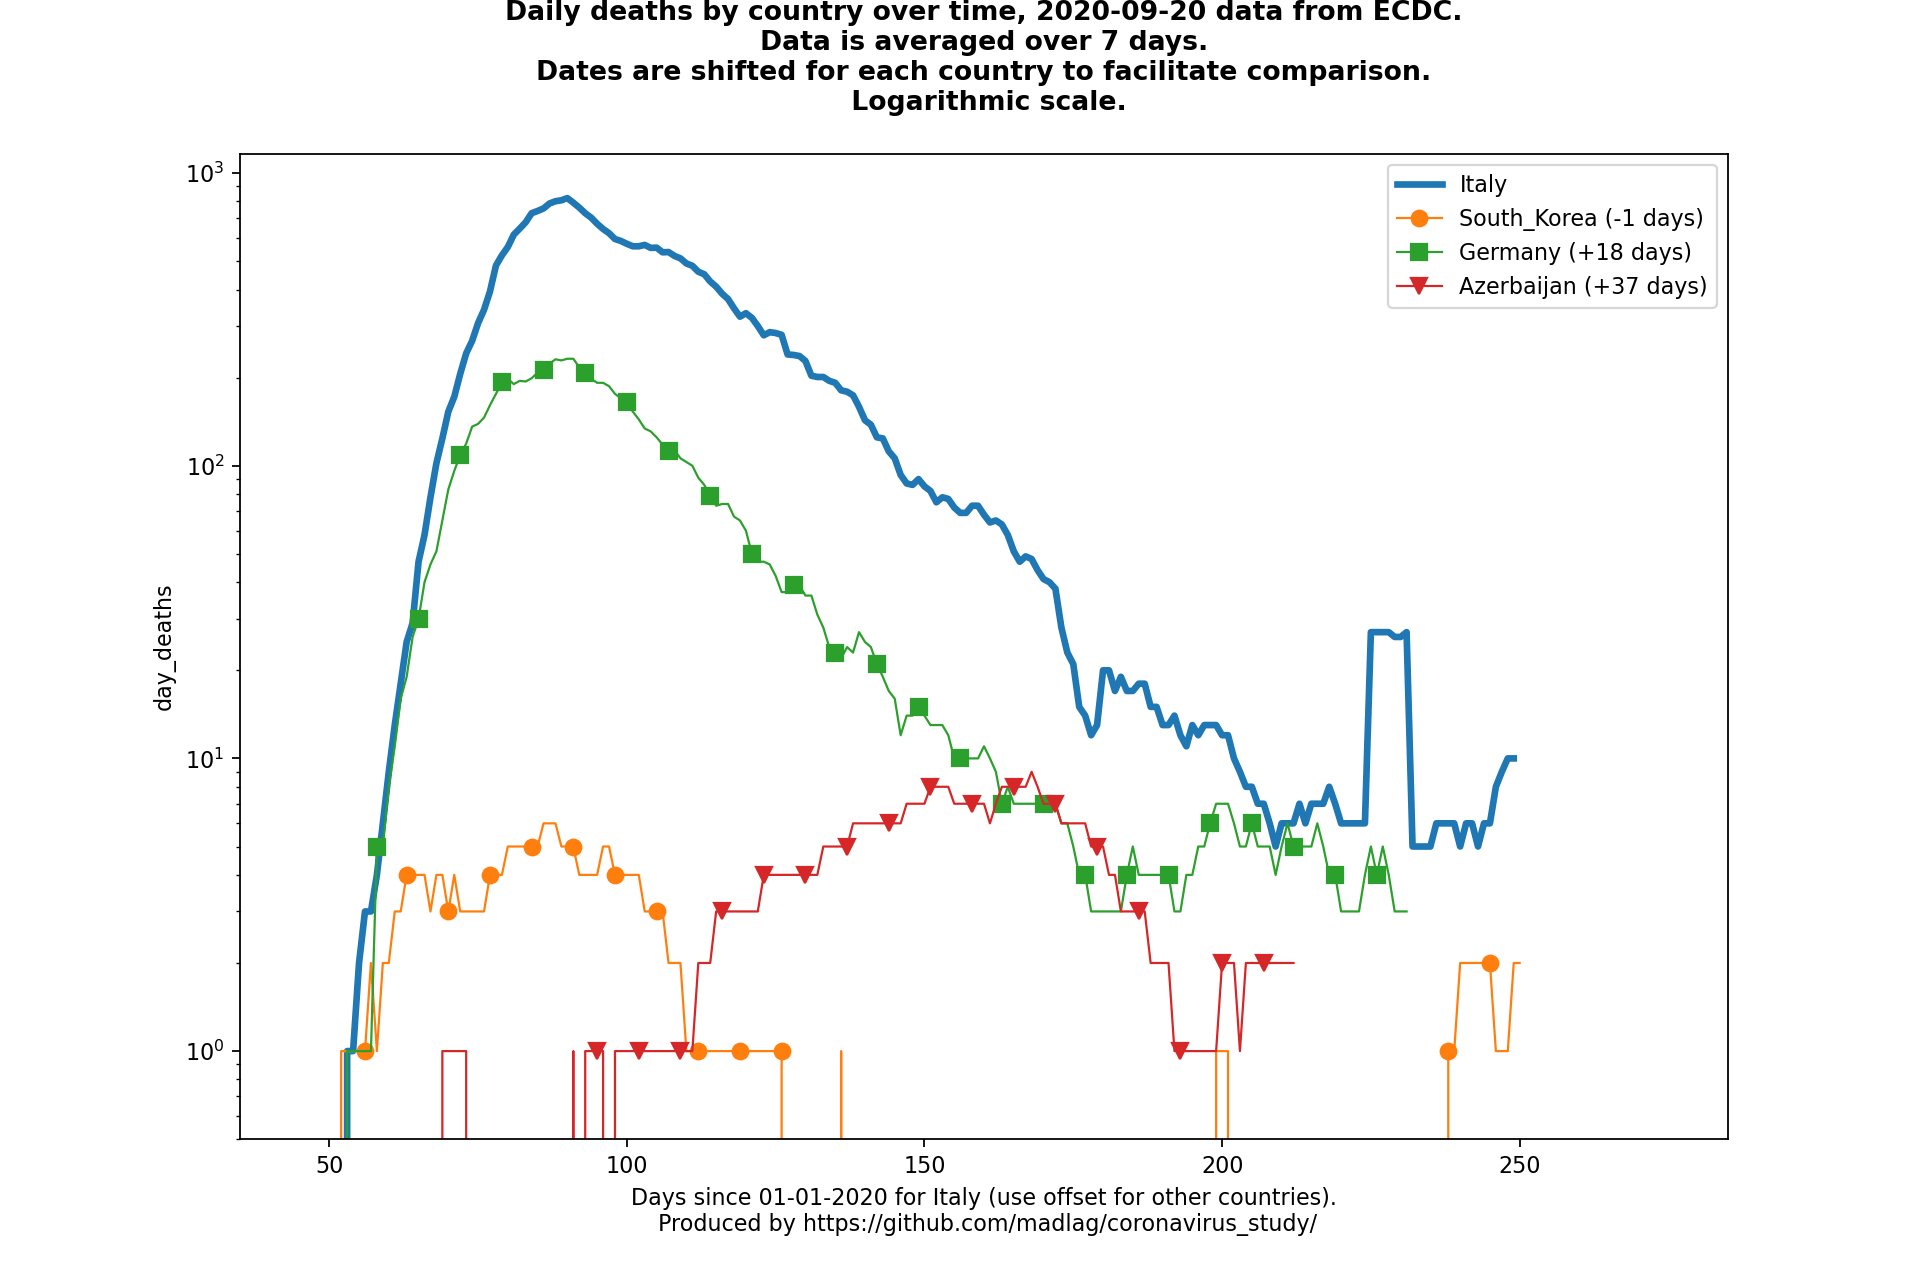 Daily deaths by country over time, 2020-09-20 data from ECDC.
Data is averaged over 7 days.
Dates are shifted for each country to facilitate comparison.
Logarithmic scale.
10³
10²
10¹
10⁰
day_deaths
Italy
South_Korea (-1 days)
Germany (+18 days)
Azerbaijan (+37 days)
50 100 150 200 250
Days since 01-01-2020 for Italy (use offset for other countries).
Produced by https://github.com/madlag/coronavirus_study/